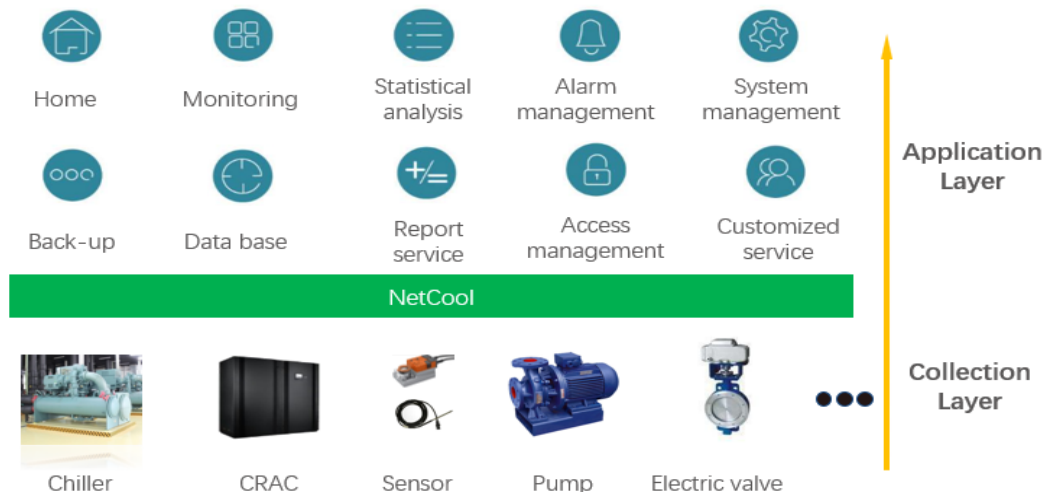 Home
Monitoring
Statistical
analysis
Alarm
management
System
management
Application
Layer
Back-up
Data base
Report
service
Access
management
Customized
service
NetCool
Collection
Layer
Chiller
CRAC
Sensor
Pump
Electric valve